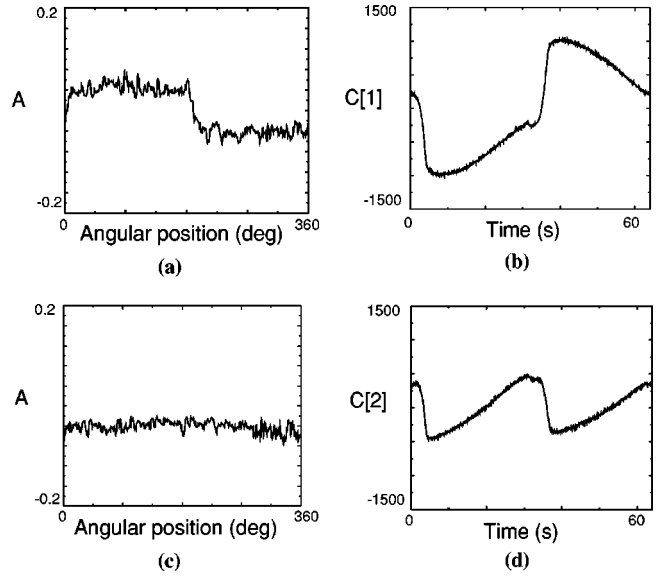 0.2
A
-0.2
0
360
Angular position (deg)
(a)
1500
C[1]
-1500
0
60
Time (s)
(b)
0.2
A
-0.2
0
360
Angular position (deg)
(c)
1500
C[2]
-1500
0
60
Time (s)
(d)